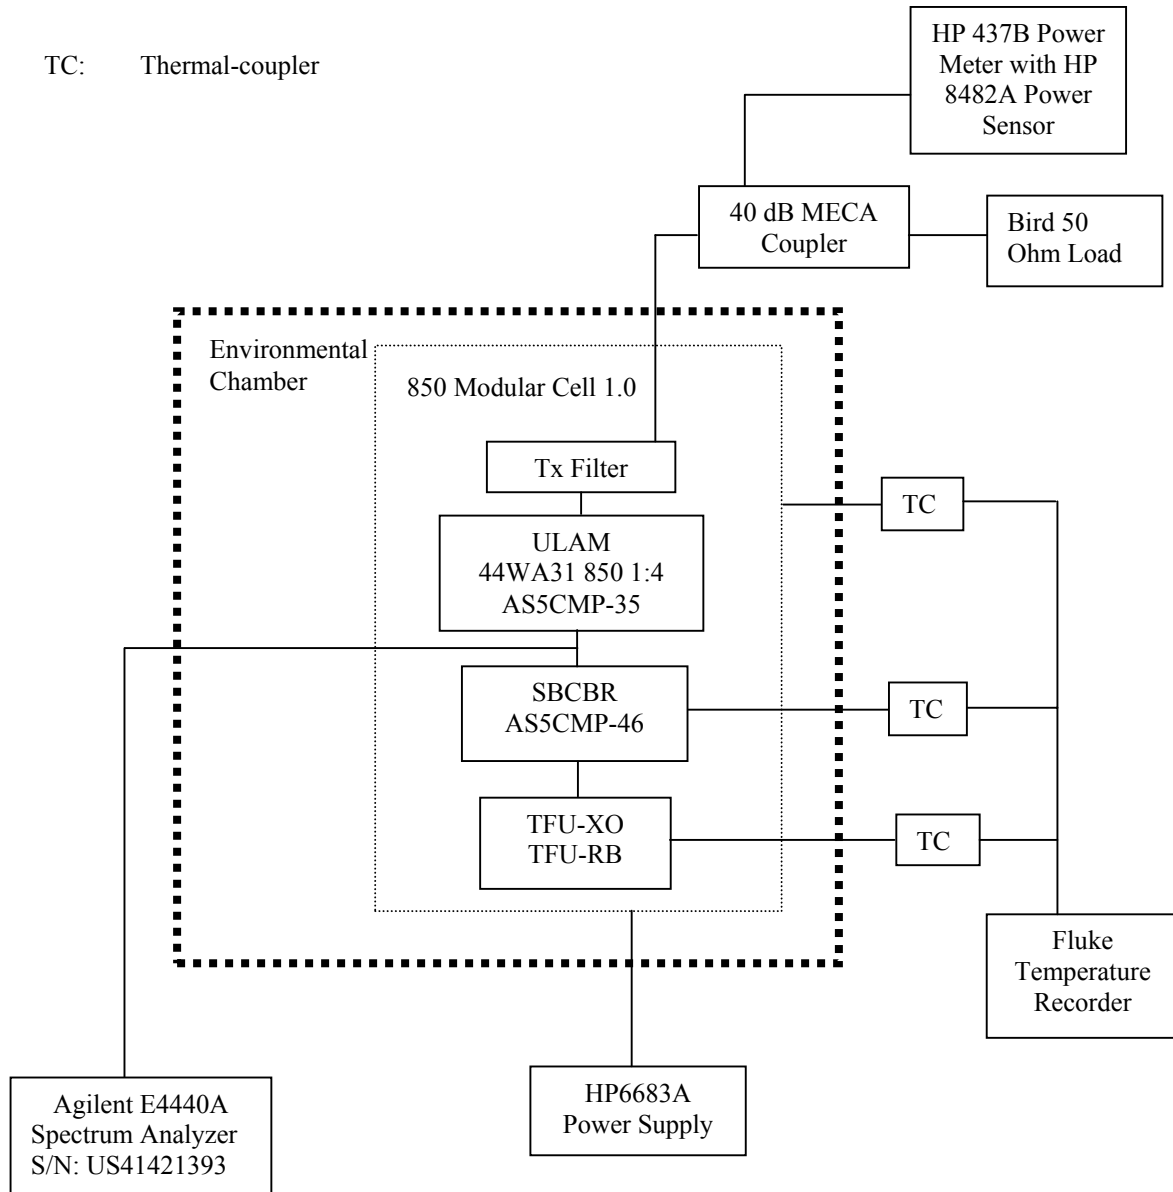 TC: Thermal-coupler
HP 437B Power
Meter with HP
8482A Power
Sensor
40 dB MECA
Coupler
Bird 50
Ohm Load
Environmental
Chamber
850 Modular Cell 1.0
Tx Filter
TC
ULAM
44WA31 850 1:4
AS5CMP-35
SBCBR
AS5CMP-46
TC
TFU-XO
TFU-RB
TC
Fluke
Temperature
Recorder
HP6683A
Power Supply
Agilent E4440A
Spectrum Analyzer
S/N: US41421393